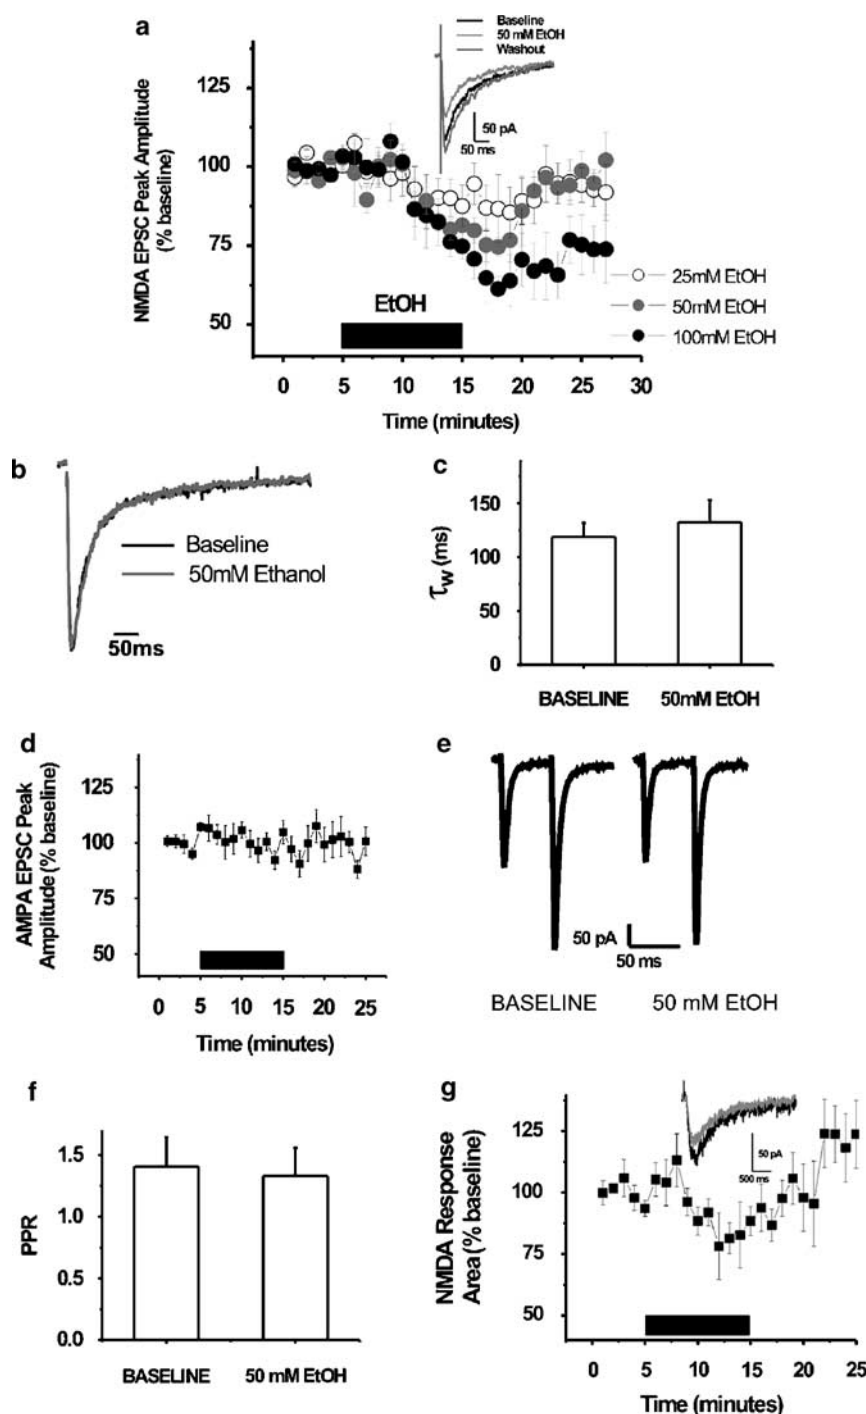 a
Baseline
50 mM EtOH
Washout
NMDA EPSC Peak Amplitude
(% baseline)
125
100
75
50
50 pA
50 ms
EtOH
25mM EtOH
50mM EtOH
100mM EtOH
0 5 10 15 20 25 30
Time (minutes)
b
Baseline
50mM Ethanol
50ms
c
τw (ms)
150
100
50
0
BASELINE 50mM EtOH
d
AMPA EPSC Peak
Amplitude (% baseline)
125
100
75
50
0 5 10 15 20 25
Time (minutes)
e
50 pA
50 ms
BASELINE 50 mM EtOH
f
PPR
1.5
1.0
0.5
0.0
BASELINE 50 mM EtOH
g
NMDA Response
Area (% baseline)
125
100
75
50
50 pA
500 ms
0 5 10 15 20 25
Time (minutes)